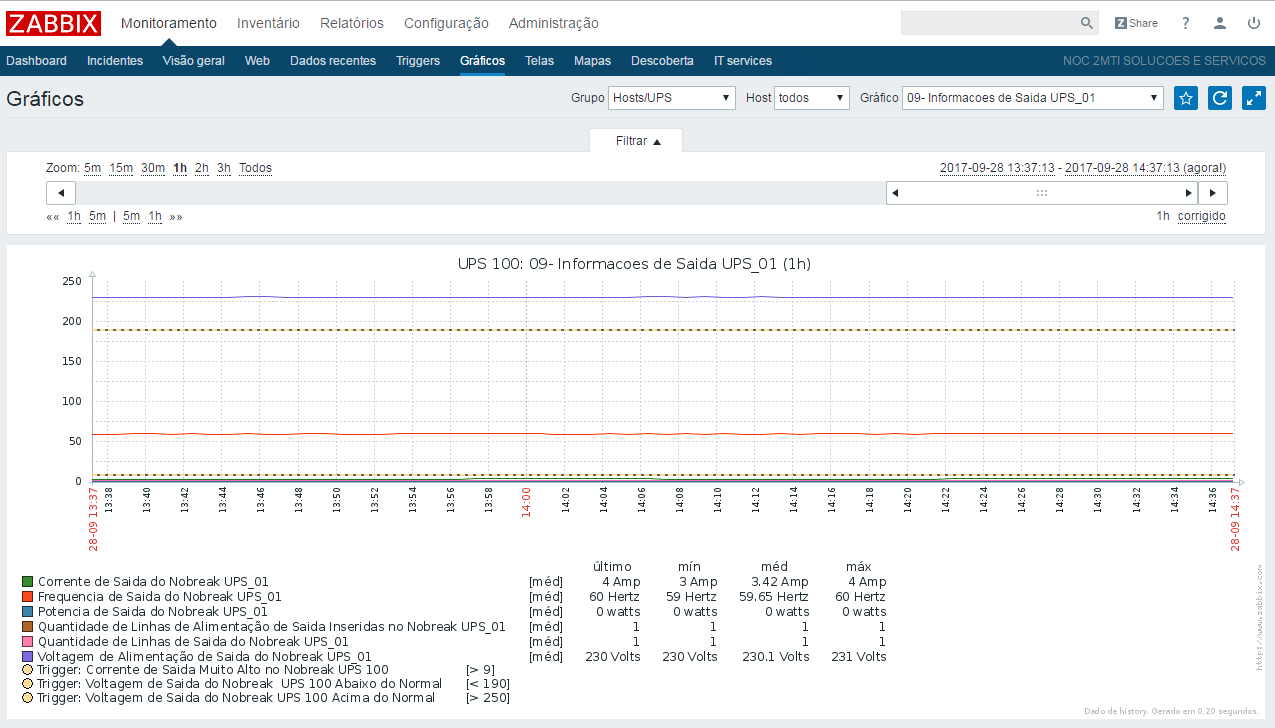 ZABBIX Monitoramento Inventário Relatórios Configuração Administração Z Share ?
Dashboard Incidentes Visão geral Web Dados recentes Triggers Gráficos Telas Mapas Descoberta IT services NOC 2MTI SOLUCOES E SERVICOS
Gráficos Grupo Hosts/UPS Host todos Gráfico 09- Informacoes de Saida UPS_01
Filtrar ▲
Zoom: 5m 15m 30m 1h 2h 3h Todos 2017-09-28 13:37:13 - 2017-09-28 14:37:13 (agora!)
«« 1h 5m | 5m 1h »» 1h corrigido
UPS 100: 09- Informacoes de Saida UPS_01 (1h)
250
200
150
100
50
0
28-09 13:37 13:38 13:40 13:42 13:44 13:46 13:48 13:50 13:52 13:54 13:56 13:58 14:00 14:02 14:04 14:06 14:08 14:10 14:12 14:14 14:16 14:18 14:20 14:22 14:24 14:26 14:28 14:30 14:32 14:34 14:36 28-09 14:37
último mín méd máx
Corrente de Saida do Nobreak UPS_01 [méd] 4 Amp 3 Amp 3.42 Amp 4 Amp
Frequencia de Saida do Nobreak UPS_01 [méd] 60 Hertz 59 Hertz 59.65 Hertz 60 Hertz
Potencia de Saida do Nobreak UPS_01 [méd] 0 watts 0 watts 0 watts 0 watts
Quantidade de Linhas de Alimentação de Saida Inseridas no Nobreak UPS_01 [méd] 1 1 1 1
Quantidade de Linhas de Saida do Nobreak UPS_01 [méd] 1 1 1 1
Voltagem de Alimentação de Saida do Nobreak UPS_01 [méd] 230 Volts 230 Volts 230.1 Volts 231 Volts
Trigger: Corrente de Saida Muito Alto no Nobreak UPS 100 [> 9]
Trigger: Voltagem de Saida do Nobreak UPS 100 Abaixo do Normal [< 190]
Trigger: Voltagem de Saida do Nobreak UPS 100 Acima do Normal [> 250]
http://www.zabbix.com
Dado de history. Gerado em 0.20 segundos.